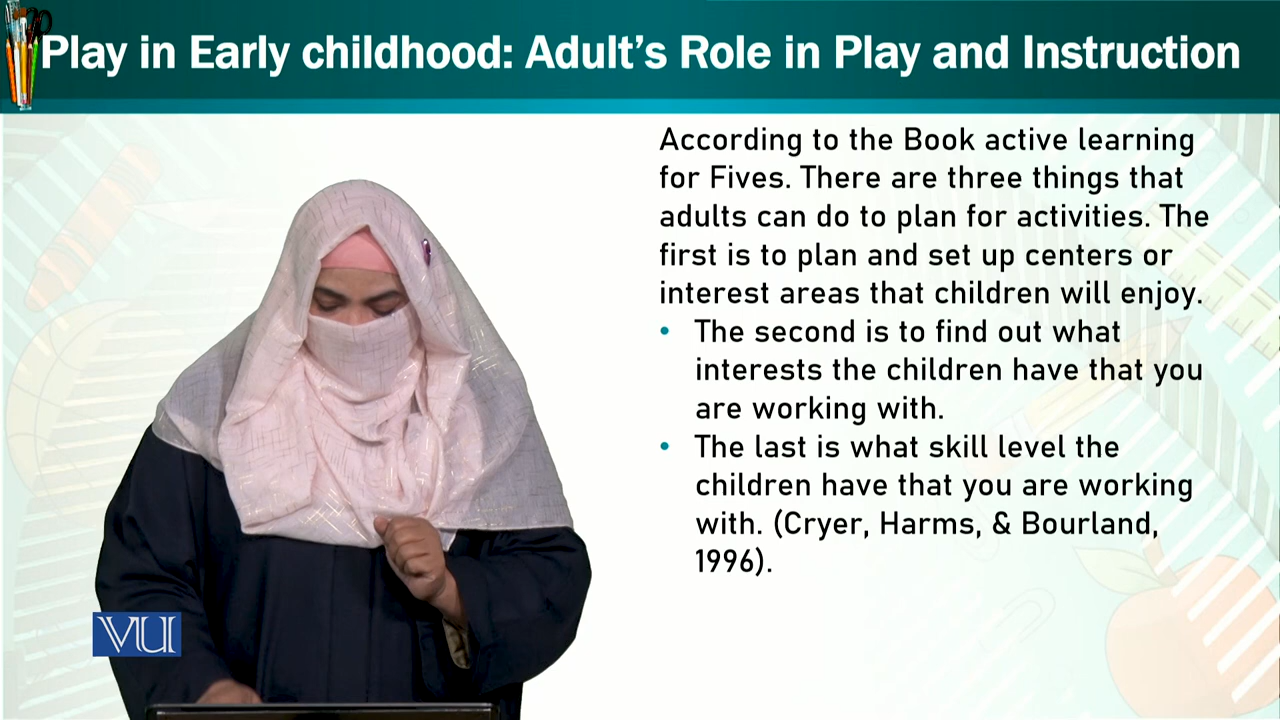 Play in Early childhood: Adult's Role in Play and Instruction
According to the Book active learning
for Fives. There are three things that
adults can do to plan for activities. The
first is to plan and set up centers or
interest areas that children will enjoy.
• The second is to find out what
interests the children have that you
are working with.
• The last is what skill level the
children have that you are working
with. (Cryer, Harms, & Bourland,
1996).
VU